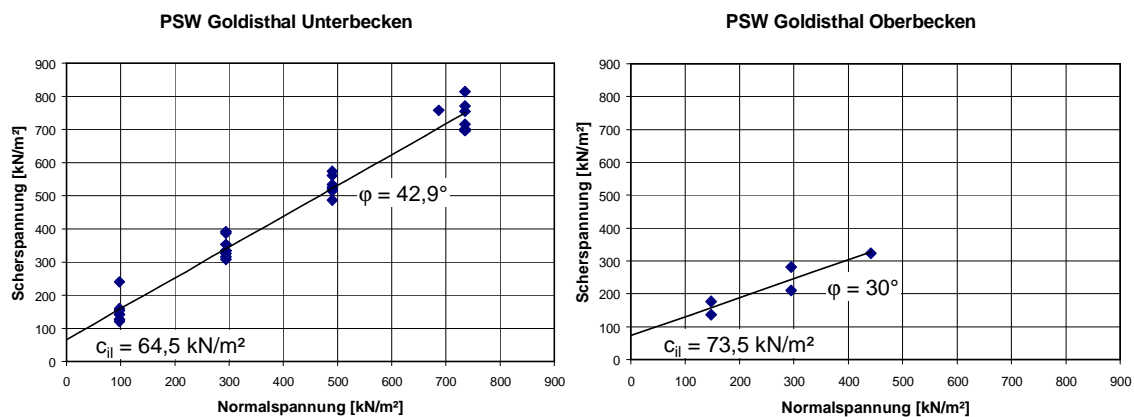 PSW Goldisthal Unterbecken
900
800
700
600
500
400
300
200
100
0
Scherspannung [kN/m²]
φ = 42,9°
c_il = 64,5 kN/m²
0 100 200 300 400 500 600 700 800 900
Normalspannung [kN/m²]
PSW Goldisthal Oberbecken
900
800
700
600
500
400
300
200
100
0
Scherspannung [kN/m²]
φ = 30°
c_il = 73,5 kN/m²
0 100 200 300 400 500 600 700 800 900
Normalspannung [kN/m²]